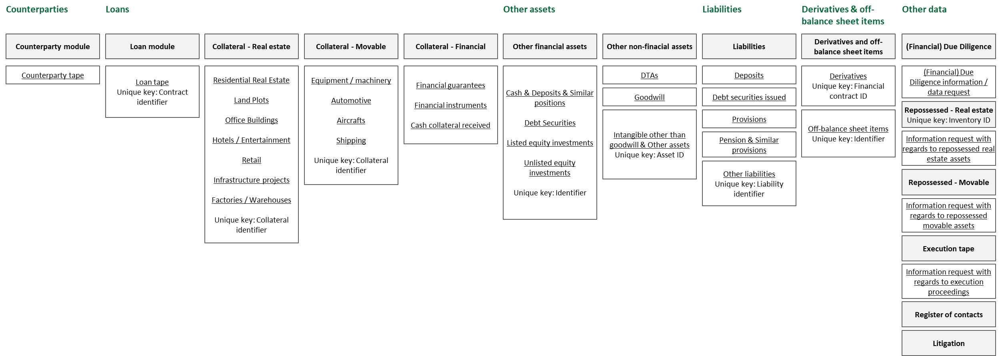 Counterparties
Loans
Other assets
Liabilities
Derivatives & off-
balance sheet items
Other data
Counterparty module
Counterparty tape
Loan module
Loan tape
Unique key: Contract
identifier
Collateral - Real estate
Residential Real Estate
Land Plots
Office Buildings
Hotels / Entertainment
Retail
Infrastructure projects
Factories / Warehouses
Unique key: Collateral
identifier
Collateral - Movable
Equipment / machinery
Automotive
Aircrafts
Shipping
Unique key: Collateral
identifier
Collateral - Financial
Financial guarantees
Financial instruments
Cash collateral received
Other financial assets
Cash & Deposits & Similar
positions
Debt Securities
Listed equity investments
Unlisted equity
investments
Unique key: Identifier
Other non-finacial assets
DTAs
Goodwill
Intangible other than
goodwill & Other assets
Unique key: Asset ID
Liabilities
Deposits
Debt securities issued
Provisions
Pension & Similar
provisions
Other liabilities
Unique key: Liability
identifier
Derivatives and off-
balance sheet items
Derivatives
Unique key: Financial
contract ID
Off-balance sheet items
Unique key: Identifier
(Financial) Due Diligence
(Financial) Due
Diligence information /
data request
Repossessed - Real estate
Unique key: Inventory ID
Information request with
regards to repossessed real
estate assets
Repossessed - Movable
Information request with
regards to repossessed
movable assets
Execution tape
Information request with
regards to execution
proceedings
Register of contacts
Litigation